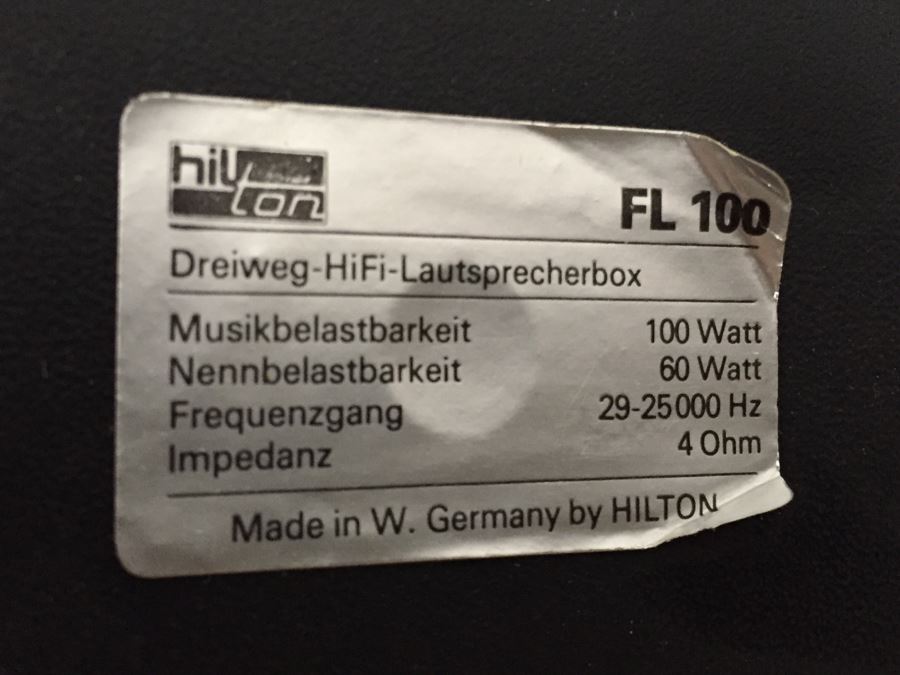 hilton
FL 100
Dreiweg-HiFi-Lautsprecherbox
Musikbelastbarkeit 100 Watt
Nennbelastbarkeit 60 Watt
Frequenzgang 29-25000 Hz
Impedanz 4 Ohm
Made in W. Germany by HILTON